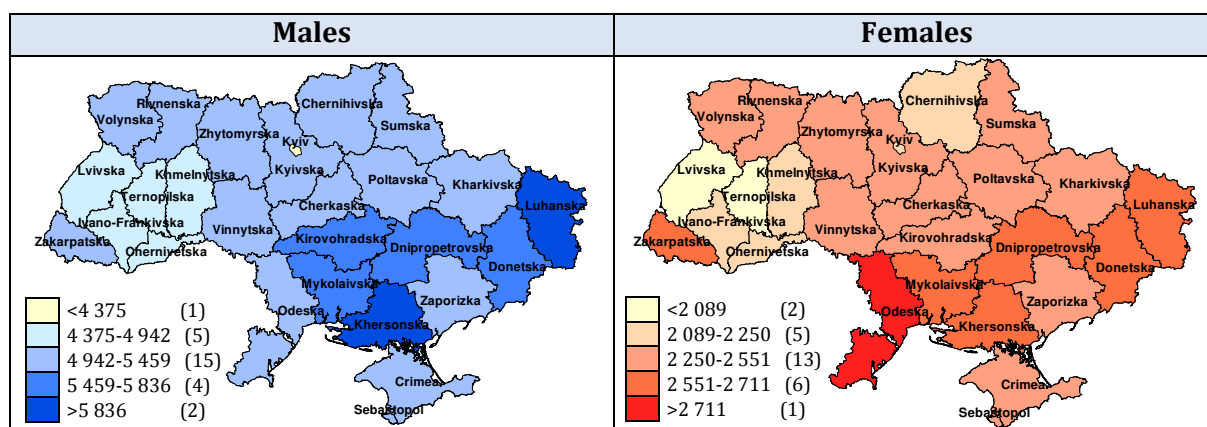 Males
Females
Rivnenska
Volynska
Chernihivska
Sumska
Zhytomyrska
Kyiv
Lvivska
Khmelnytska
Kyivska
Poltavska
Kharkivska
Ternopilska
Cherkaska
Luhanska
Ivano-Frankivska
Zakarpatska
Chernivetska
Vinnytska
Kirovohradska
Dnipropetrovska
Donetska
Mykolaivska
Zaporizka
Odeska
Khersonska
Crimea
Sebastopol
<4 375 (1)
4 375-4 942 (5)
4 942-5 459 (15)
5 459-5 836 (4)
>5 836 (2)
Rivnenska
Volynska
Chernihivska
Sumska
Zhytomyrska
Kyiv
Lvivska
Khmelnytska
Kyivska
Poltavska
Kharkivska
Ternopilska
Cherkaska
Luhanska
Ivano-Frankivska
Zakarpatska
Chernivetska
Vinnytska
Kirovohradska
Dnipropetrovska
Donetska
Mykolaivska
Zaporizka
Odeska
Khersonska
Crimea
Sebastopol
<2 089 (2)
2 089-2 250 (5)
2 250-2 551 (13)
2 551-2 711 (6)
>2 711 (1)